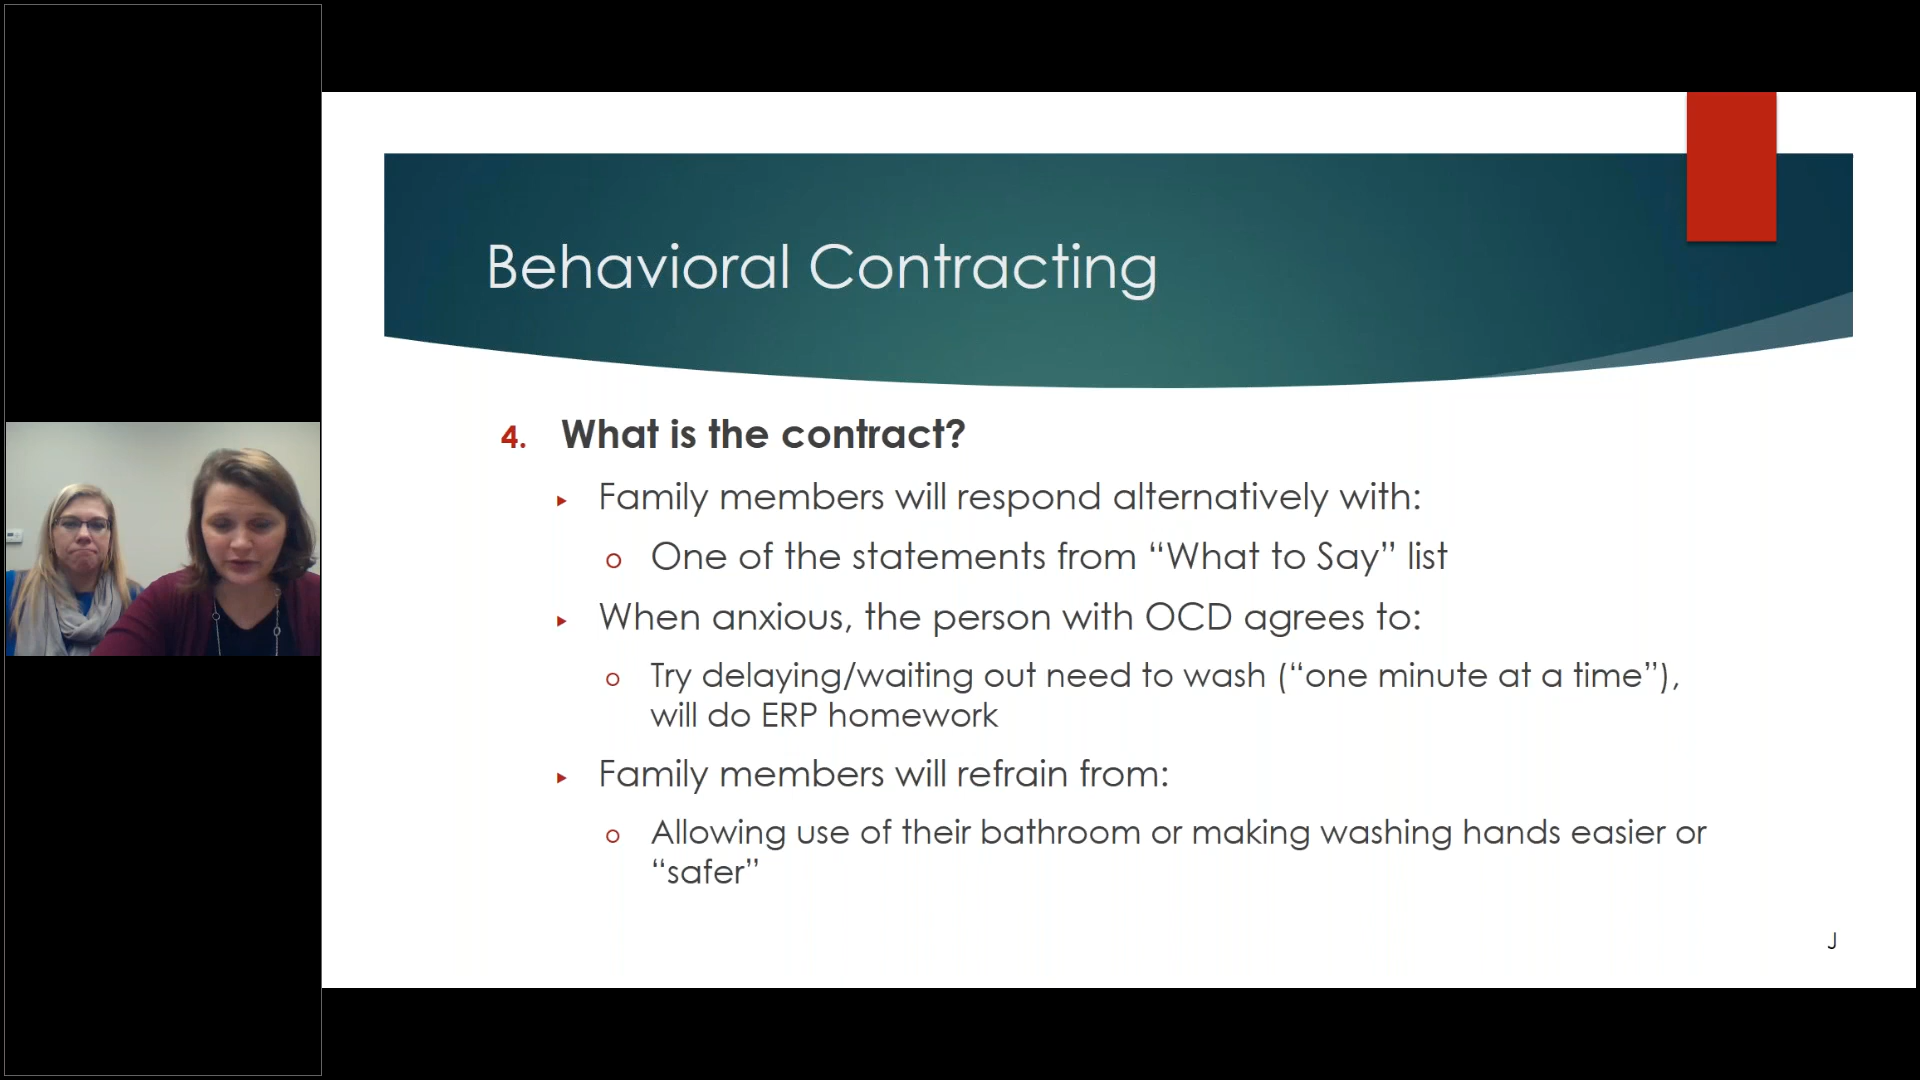 Behavioral Contracting
4. What is the contract?
Family members will respond alternatively with:
o One of the statements from “What to Say” list
When anxious, the person with OCD agrees to:
o Try delaying/waiting out need to wash (“one minute at a time”),
will do ERP homework
Family members will refrain from:
o Allowing use of their bathroom or making washing hands easier or
“safer”
J